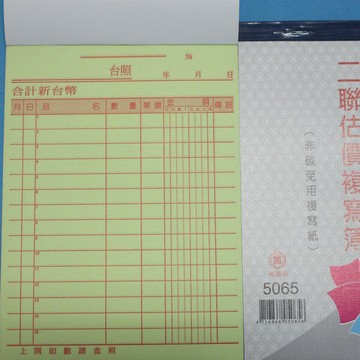 №
台照 年 月 日
合計新台幣
月 日 品 名 數 量 單 價 金 額 備 註
上開如數請查照
二聯估價複寫簿
(非碳免用複寫紙)
5065